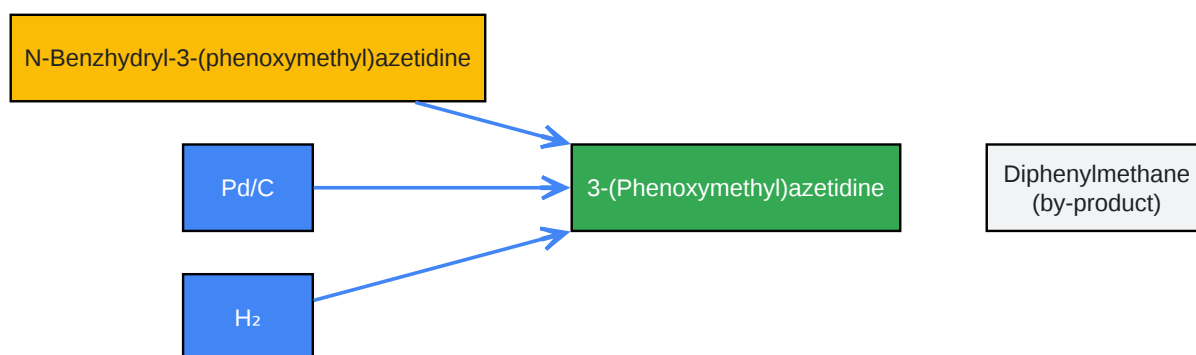 N-Benzhydryl-3-(phenoxymethyl)azetidine
Pd/C
3-(Phenoxymethyl)azetidine
Diphenylmethane
(by-product)
H₂